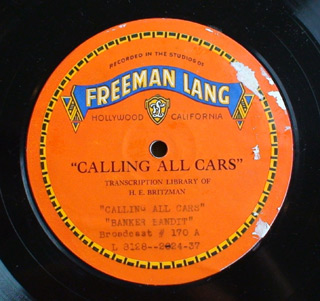 RECORDED IN THE STUDIOS OF
FREEMAN LANG
HOLLYWOOD CALIFORNIA
"CALLING ALL CARS"
TRANSCRIPTION LIBRARY OF
H. E. BRITZMAN
"CALLING ALL CARS"
"BANKER BANDIT"
Broadcast # 170 A
L 8128--2824-37